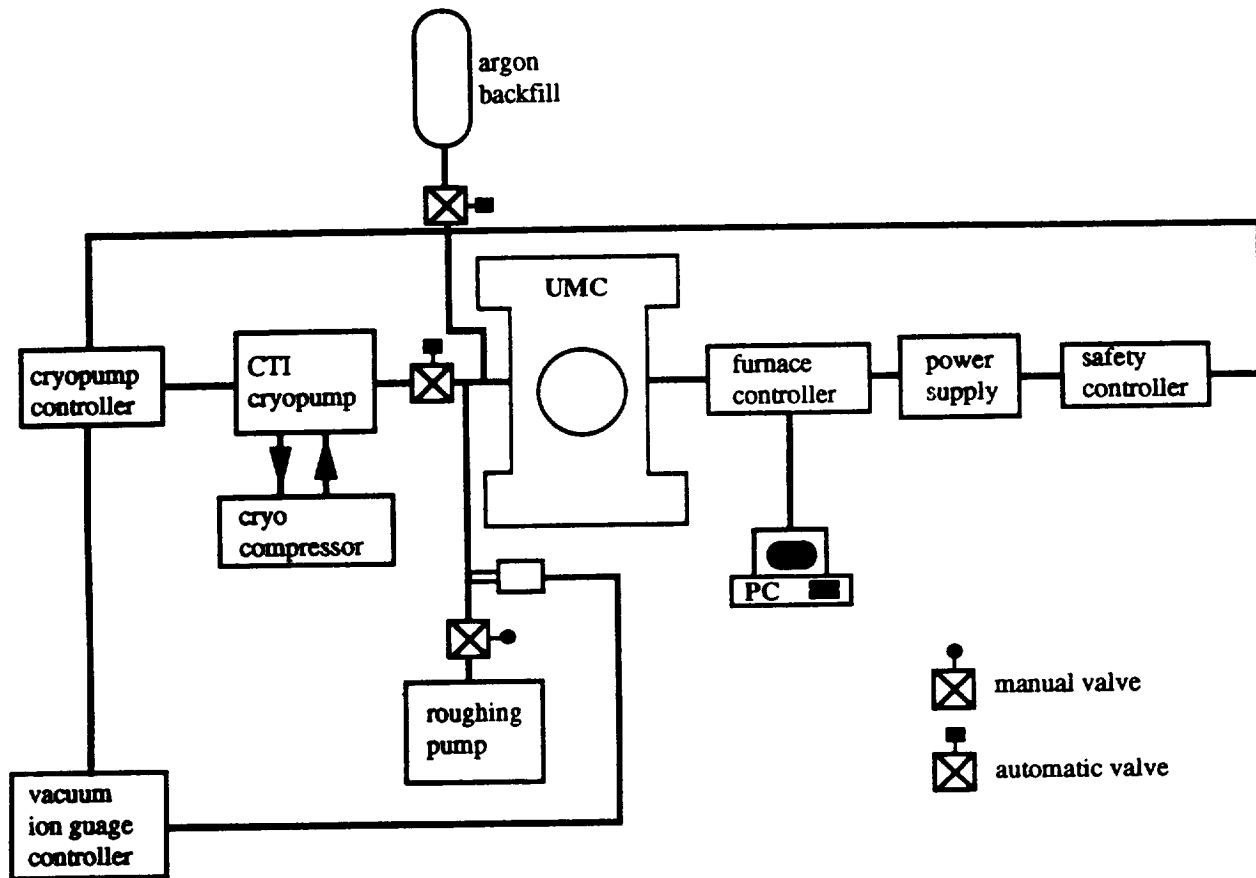 argon
backfill
UMC
cryopump
controller
CTI
cryopump
furnace
controller
power
supply
safety
controller
cryo
compressor
PC
roughing
pump
manual valve
automatic valve
vacuum
ion guage
controller